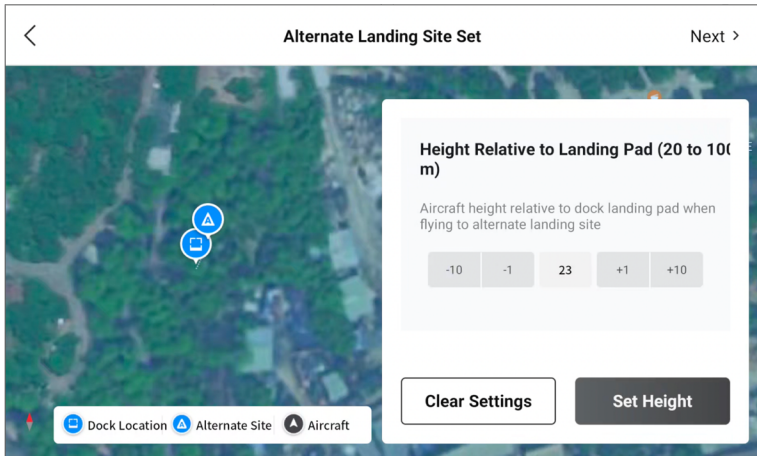 Alternate Landing Site Set
Next
Height Relative to Landing Pad (20 to 100
m)
Aircraft height relative to dock landing pad when
flying to alternate landing site
-10 -1 23 +1 +10
Clear Settings Set Height
Dock Location Alternate Site Aircraft